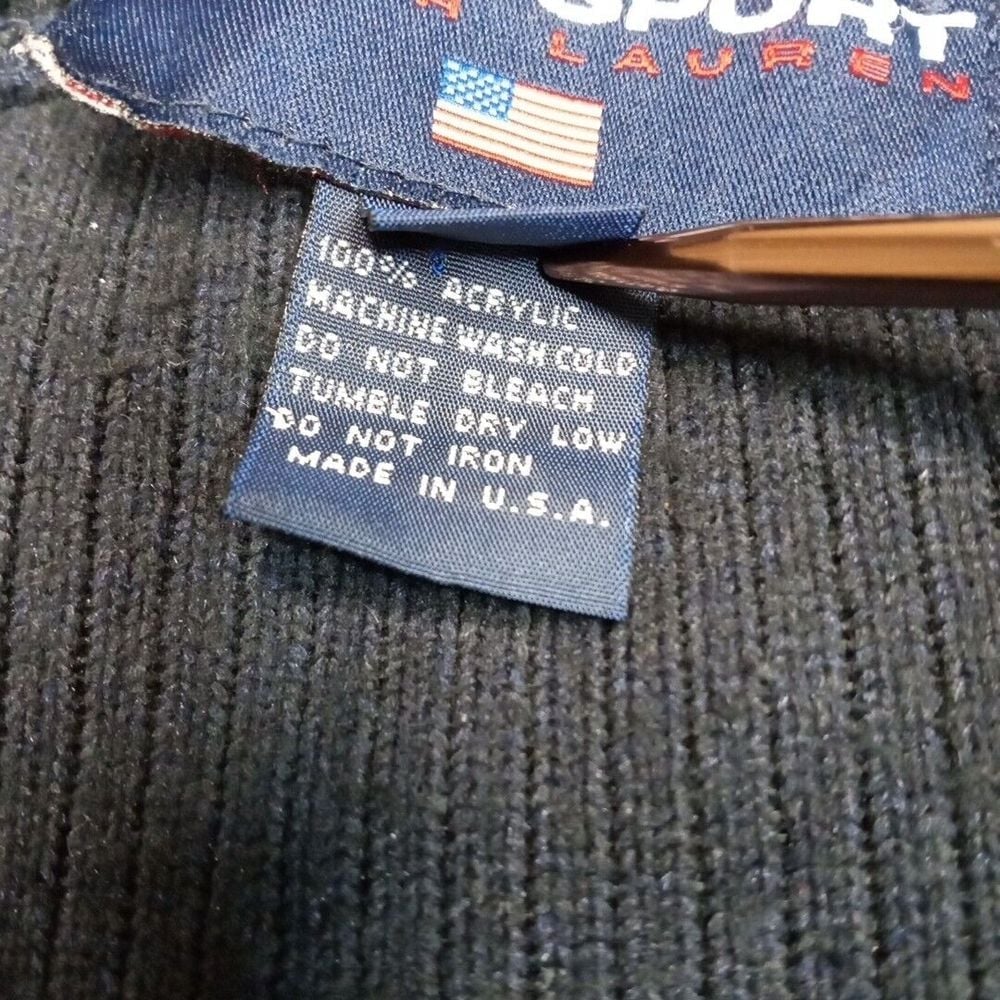 SPORT
LAUREN
100% ACRYLIC
MACHINE WASH COLD
DO NOT BLEACH
TUMBLE DRY LOW
DO NOT IRON
MADE IN U.S.A.